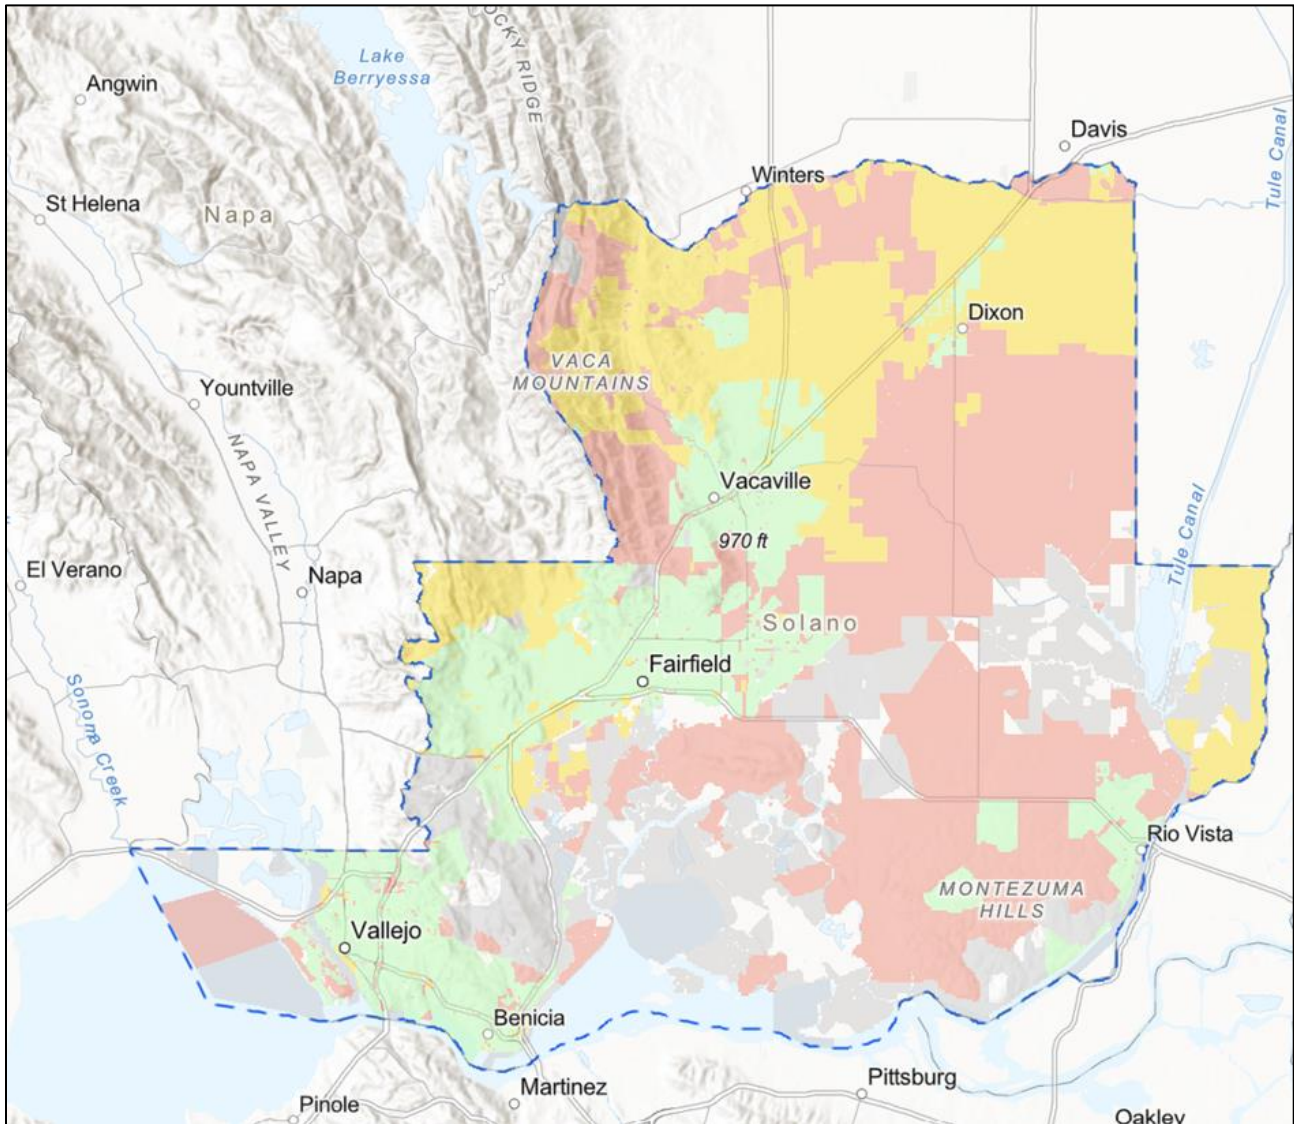 Lake
Berryessa
OCKY RIDGE
Angwin
Davis
Tule Canal
Winters
St Helena
Napa
Dixon
VACA
MOUNTAINS
Yountville
NAPA VALLEY
Vacaville
970 ft
Tule Canal
El Verano
Napa
Solano
Fairfield
Sonoma Creek
Rio Vista
MONTEZUMA
HILLS
Vallejo
Benicia
Martinez
Pittsburg
Pinole
Oakley